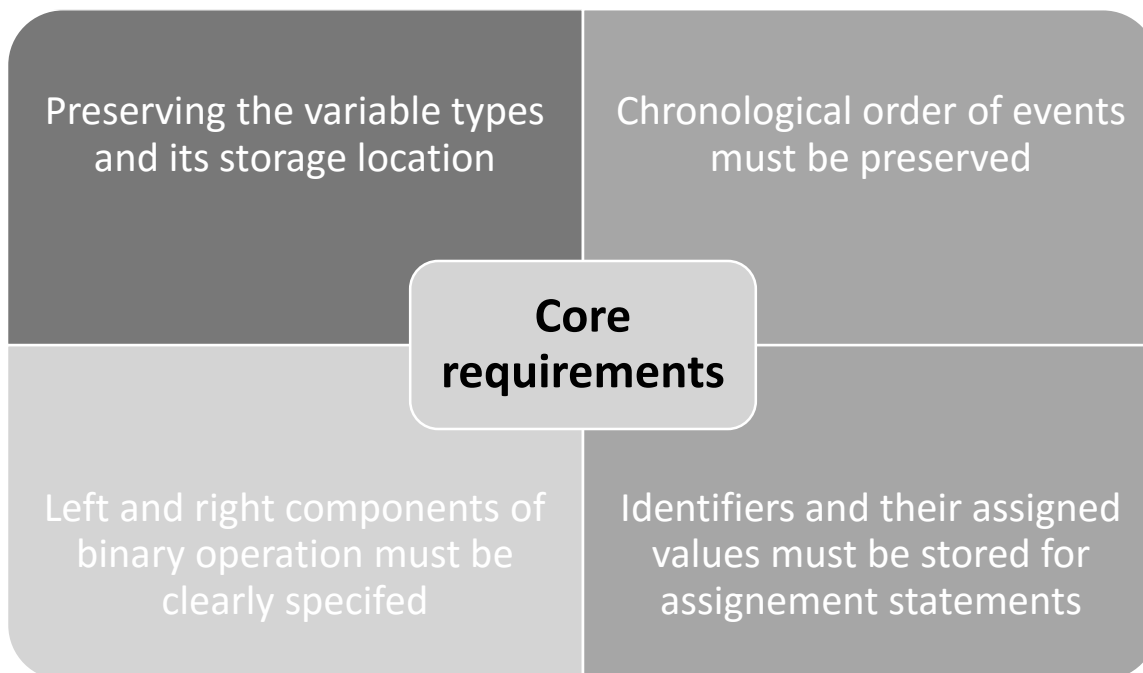 Preserving the variable types
and its storage location
Chronological order of events
must be preserved
Core
requirements
Left and right components of
binary operation must be
clearly specifed
Identifiers and their assigned
values must be stored for
assignement statements